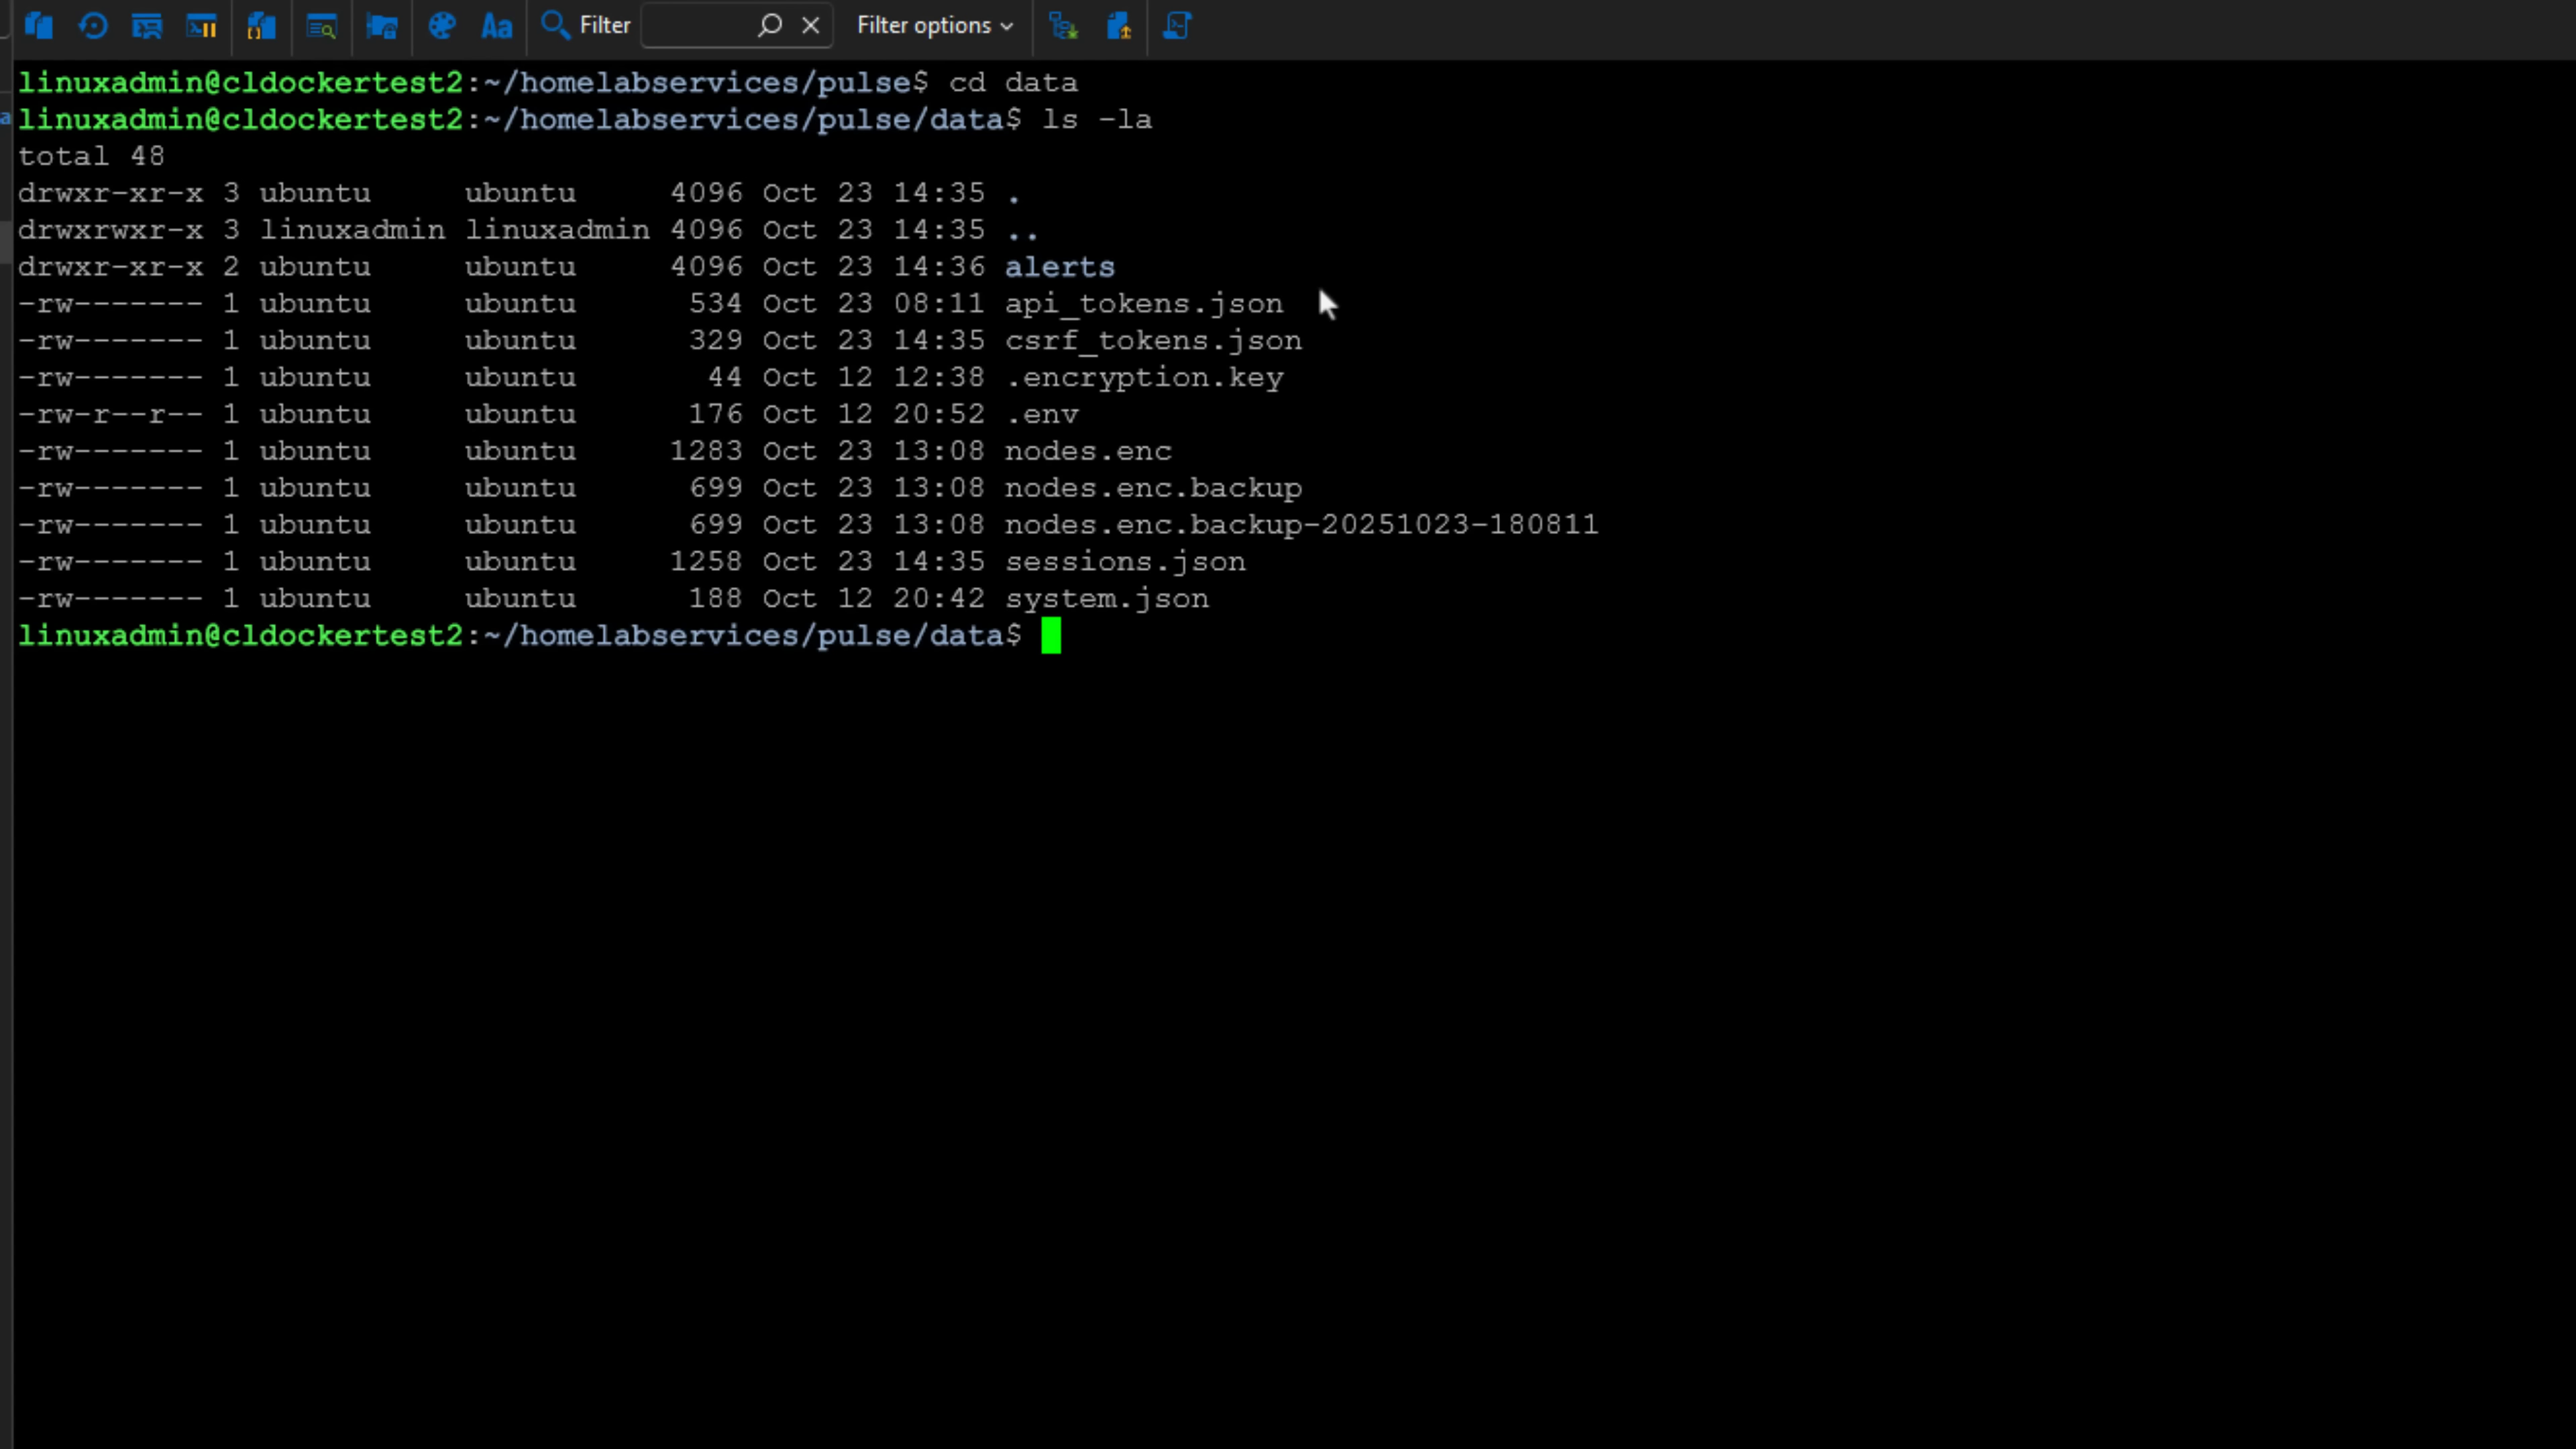 Aa Filter Filter options
linuxadmin@cldockertest2:~/homelabservices/pulse$ cd data
linuxadmin@cldockertest2:~/homelabservices/pulse/data$ ls -la
total 48
drwxr-xr-x 3 ubuntu     ubuntu     4096 Oct 23 14:35 .
drwxrwxr-x 3 linuxadmin linuxadmin 4096 Oct 23 14:35 ..
drwxr-xr-x 2 ubuntu     ubuntu     4096 Oct 23 14:36 alerts
-rw------- 1 ubuntu     ubuntu      534 Oct 23 08:11 api_tokens.json
-rw------- 1 ubuntu     ubuntu      329 Oct 23 14:35 csrf_tokens.json
-rw------- 1 ubuntu     ubuntu       44 Oct 12 12:38 .encryption.key
-rw-r--r-- 1 ubuntu     ubuntu      176 Oct 12 20:52 .env
-rw------- 1 ubuntu     ubuntu     1283 Oct 23 13:08 nodes.enc
-rw------- 1 ubuntu     ubuntu      699 Oct 23 13:08 nodes.enc.backup
-rw------- 1 ubuntu     ubuntu      699 Oct 23 13:08 nodes.enc.backup-20251023-180811
-rw------- 1 ubuntu     ubuntu     1258 Oct 23 14:35 sessions.json
-rw------- 1 ubuntu     ubuntu      188 Oct 12 20:42 system.json
linuxadmin@cldockertest2:~/homelabservices/pulse/data$